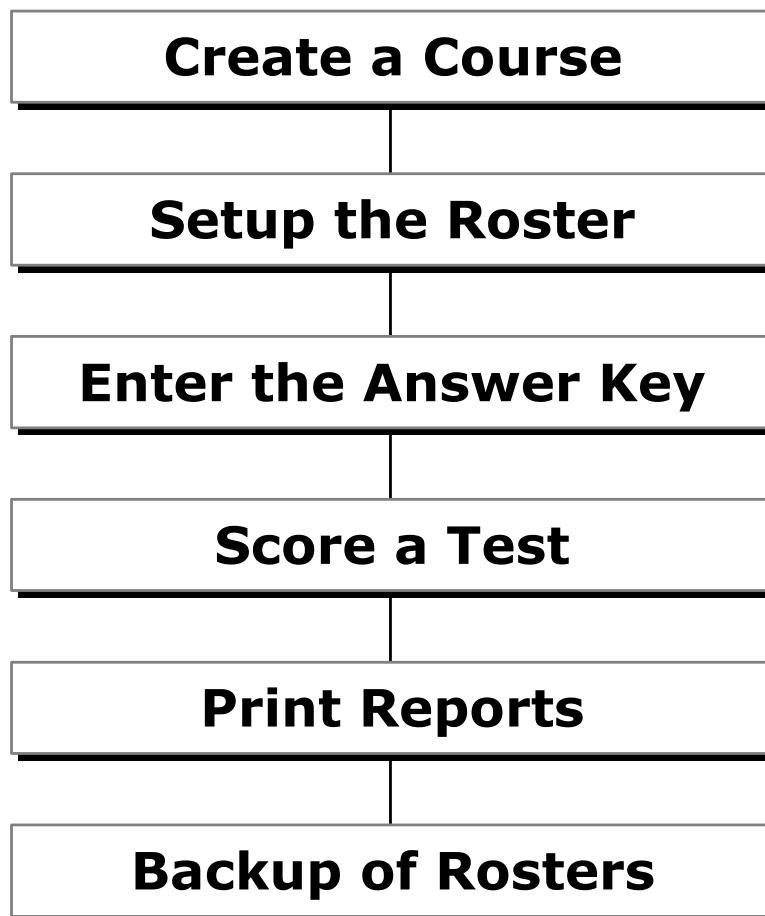 Create a Course
Setup the Roster
Enter the Answer Key
Score a Test
Print Reports
Backup of Rosters